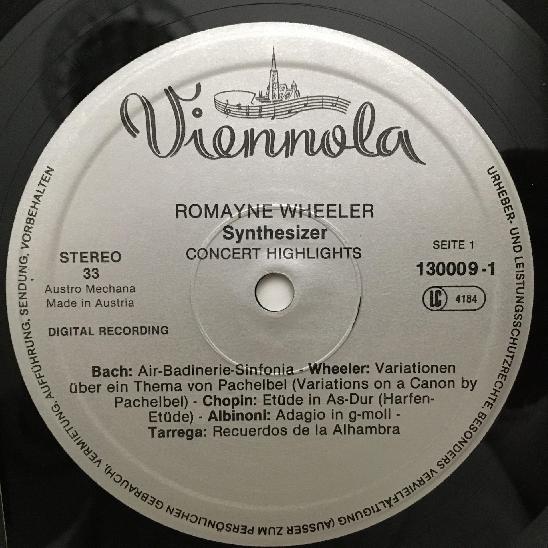 Viennola
ROMAYNE WHEELER
Synthesizer
CONCERT HIGHLIGHTS
STEREO
33
Austro Mechana
Made in Austria
DIGITAL RECORDING
SEITE 1
130009-1
LC 4184
Bach: Air-Badinerie-Sinfonia - Wheeler: Variationen
über ein Thema von Pachelbel (Variations on a Canon by
Pachelbel) - Chopin: Etüde in As-Dur (Harfen-
Etüde) - Albinoni: Adagio in g-moll -
Tarrega: Recuerdos de la Alhambra
URHEBER- UND LEISTUNGSSCHUTZRECHTE BESONDERS VERVIELFÄLTIGUNG (AUSSER ZUM PERSÖNLICHEN GEBRAUCH), VERMIETUNG, AUFFÜHRUNG, SENDUNG, VORBEHALTEN